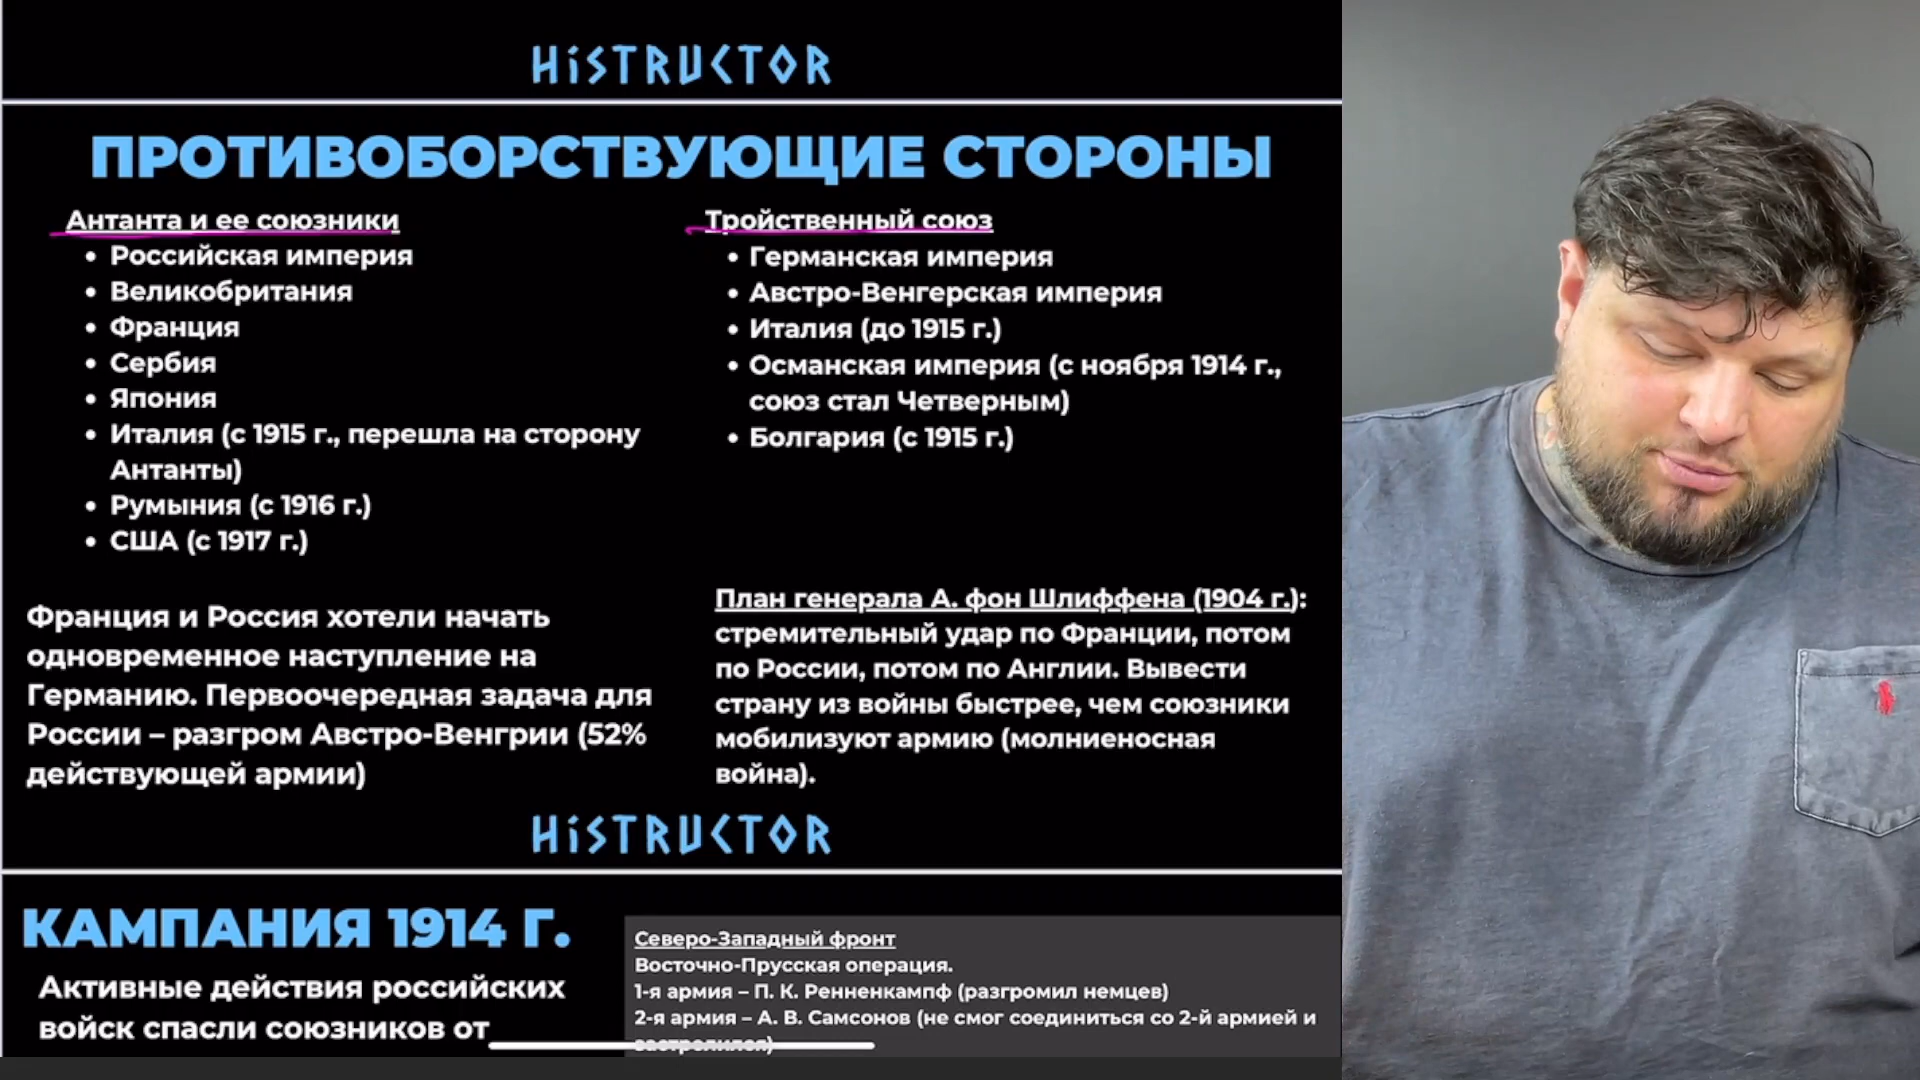 HiSTRUCTOR
ПРОТИВОБОРСТВУЮЩИЕ СТОРОНЫ
Антанта и ее союзники
• Российская империя
• Великобритания
• Франция
• Сербия
• Япония
• Италия (с 1915 г., перешла на сторону
Антанты)
• Румыния (с 1916 г.)
• США (с 1917 г.)
Тройственный союз
• Германская империя
• Австро-Венгерская империя
• Италия (до 1915 г.)
• Османская империя (с ноября 1914 г.,
союз стал Четверным)
• Болгария (с 1915 г.)
Франция и Россия хотели начать
одновременное наступление на
Германию. Первоочередная задача для
России – разгром Австро-Венгрии (52%
действующей армии)
План генерала А. фон Шлиффена (1904 г.):
стремительный удар по Франции, потом
по России, потом по Англии. Вывести
страну из войны быстрее, чем союзники
мобилизуют армию (молниеносная
война).
HiSTRUCTOR
КАМПАНИЯ 1914 Г.
Активные действия российских
войск спасли союзников от
Северо-Западный фронт
Восточно-Прусская операция.
1-я армия – П. К. Ренненкампф (разгромил немцев)
2-я армия – А. В. Самсонов (не смог соединиться со 2-й армией и
застрелился)